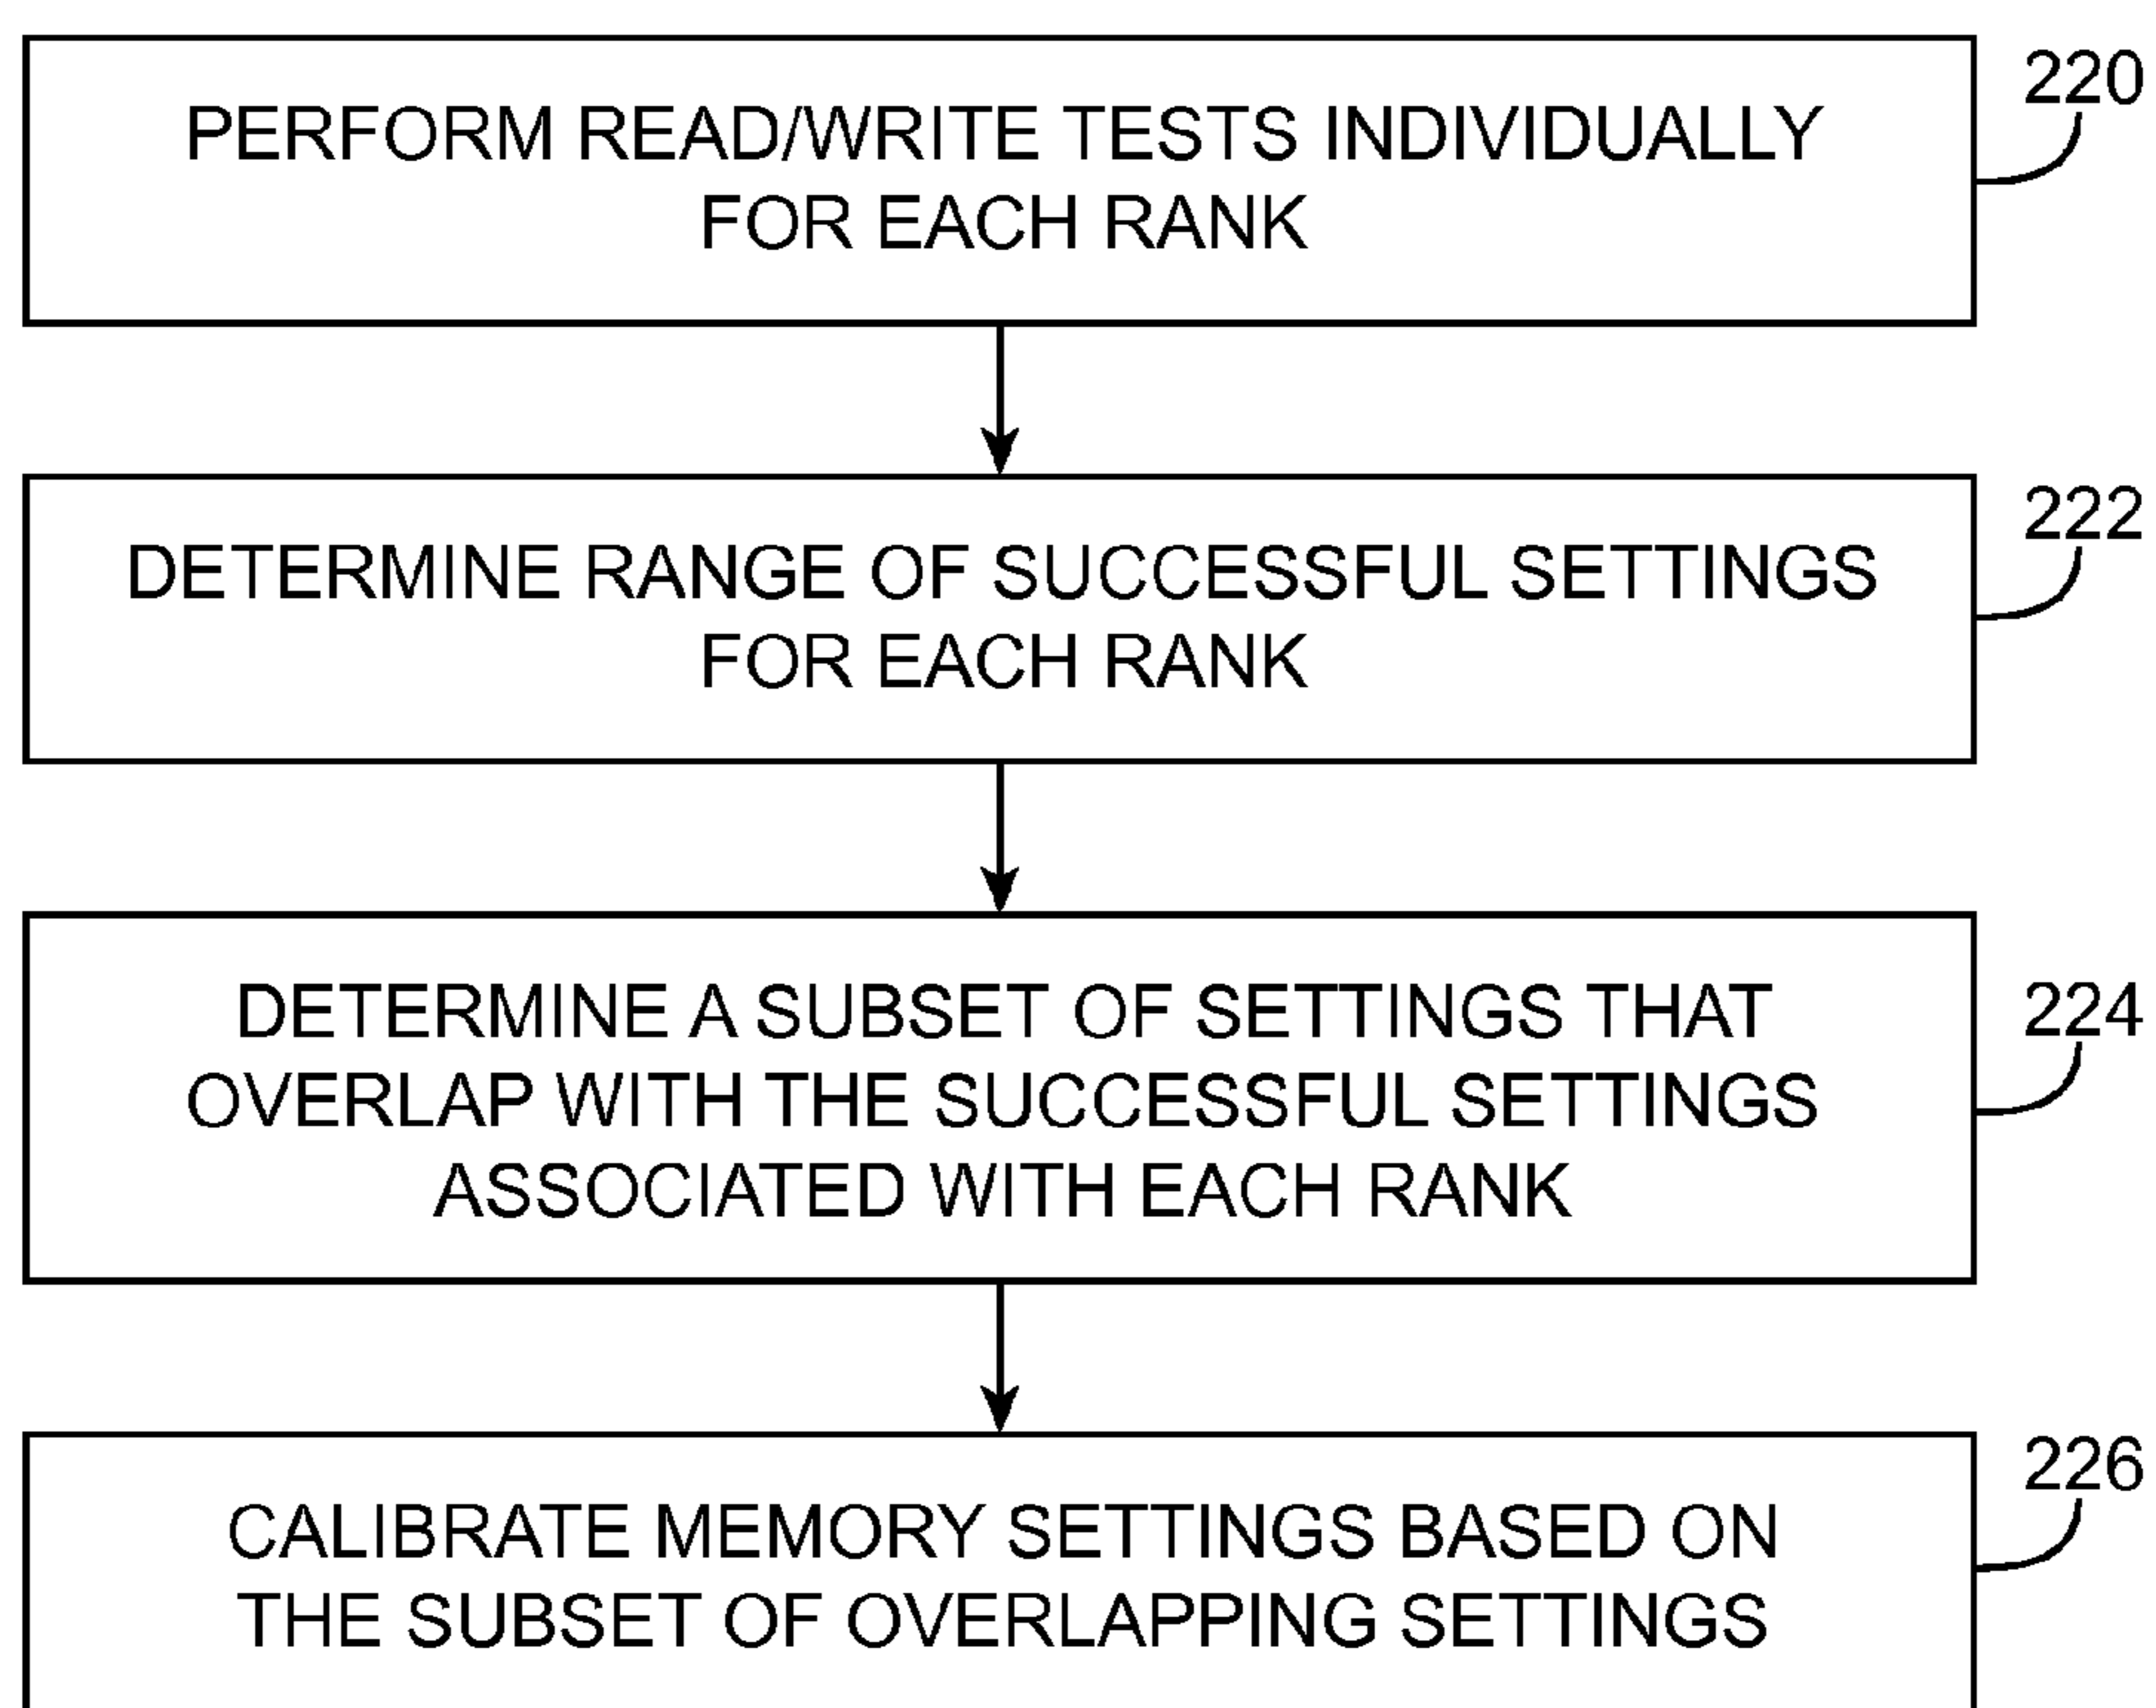 PERFORM READ/WRITE TESTS INDIVIDUALLY
FOR EACH RANK
220
DETERMINE RANGE OF SUCCESSFUL SETTINGS
FOR EACH RANK
222
DETERMINE A SUBSET OF SETTINGS THAT
OVERLAP WITH THE SUCCESSFUL SETTINGS
ASSOCIATED WITH EACH RANK
224
CALIBRATE MEMORY SETTINGS BASED ON
THE SUBSET OF OVERLAPPING SETTINGS
226